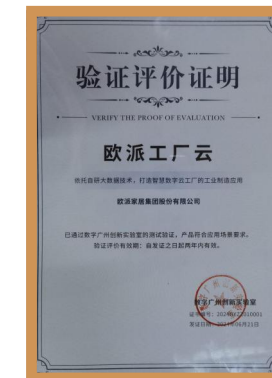 验证评价证明
VERIFY THE PROOF OF EVALUATION
欧派工厂云
依托自研大数据技术，打造智慧数字云工厂的工业制造应用
欧派家居集团股份有限公司
已通过数字广州创新实验室的测试验证，产品符合应用场景要求。
验证评价有效期：自发证之日起两年内有效。
数字广州创新实验室